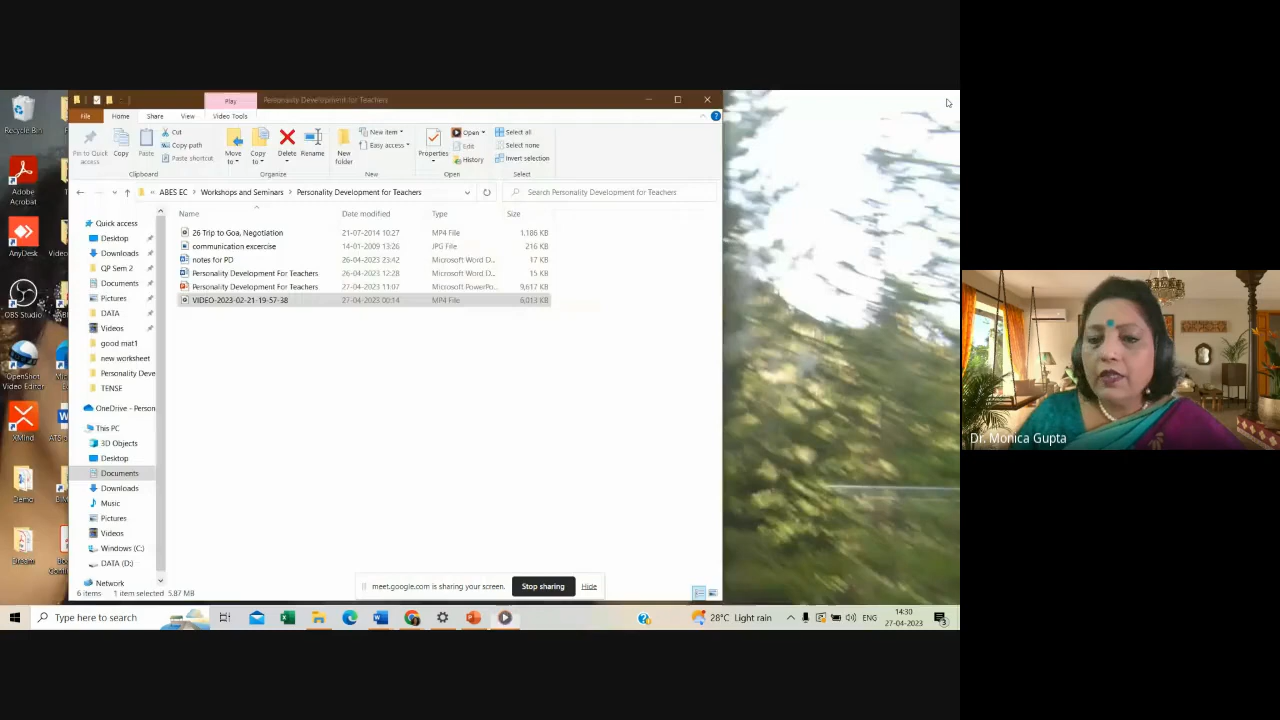 Play
Personality Development for Teachers
File
Home
Share
View
Video Tools
Pin to Quick access
Copy
Paste
Cut
Copy path
Paste shortcut
Clipboard
Move to
Copy to
Delete
Rename
Organize
New folder
New item
Easy access
New
Properties
Open
Edit
History
Open
Select all
Select none
Invert selection
Select
« ABES EC > Workshops and Seminars > Personality Development for Teachers
Search Personality Development for Teachers
Name Date modified Type Size
26 Trip to Goa, Negotiation 21-07-2014 10:27 MP4 File 1,186 KB
communication excercise 14-01-2009 13:26 JPG File 216 KB
notes for PD 26-04-2023 23:42 Microsoft Word D... 17 KB
Personality Development For Teachers 26-04-2023 12:28 Microsoft Word D... 15 KB
Personality Development For Teachers 27-04-2023 11:07 Microsoft PowerPo... 9,617 KB
VIDEO-2023-02-21-19-57-38 27-04-2023 00:14 MP4 File 6,013 KB
Quick access
Desktop
Downloads
QP Sem 2
Documents
Pictures
DATA
Videos
good mat1
new worksheet
Personality Deve
TENSE
OneDrive - Person
This PC
3D Objects
Desktop
Documents
Downloads
Music
Pictures
Videos
Windows (C:)
DATA (D:)
Network
6 items 1 item selected 5.87 MB
Recycle Bin
Adobe Acrobat
AnyDesk
OBS Studio
OpenShot Video Editor
XMind
Demo
Dream
meet.google.com is sharing your screen.
Stop sharing
Hide
Type here to search
28°C Light rain
ENG
14:30
27-04-2023
3
Dr. Monica Gupta